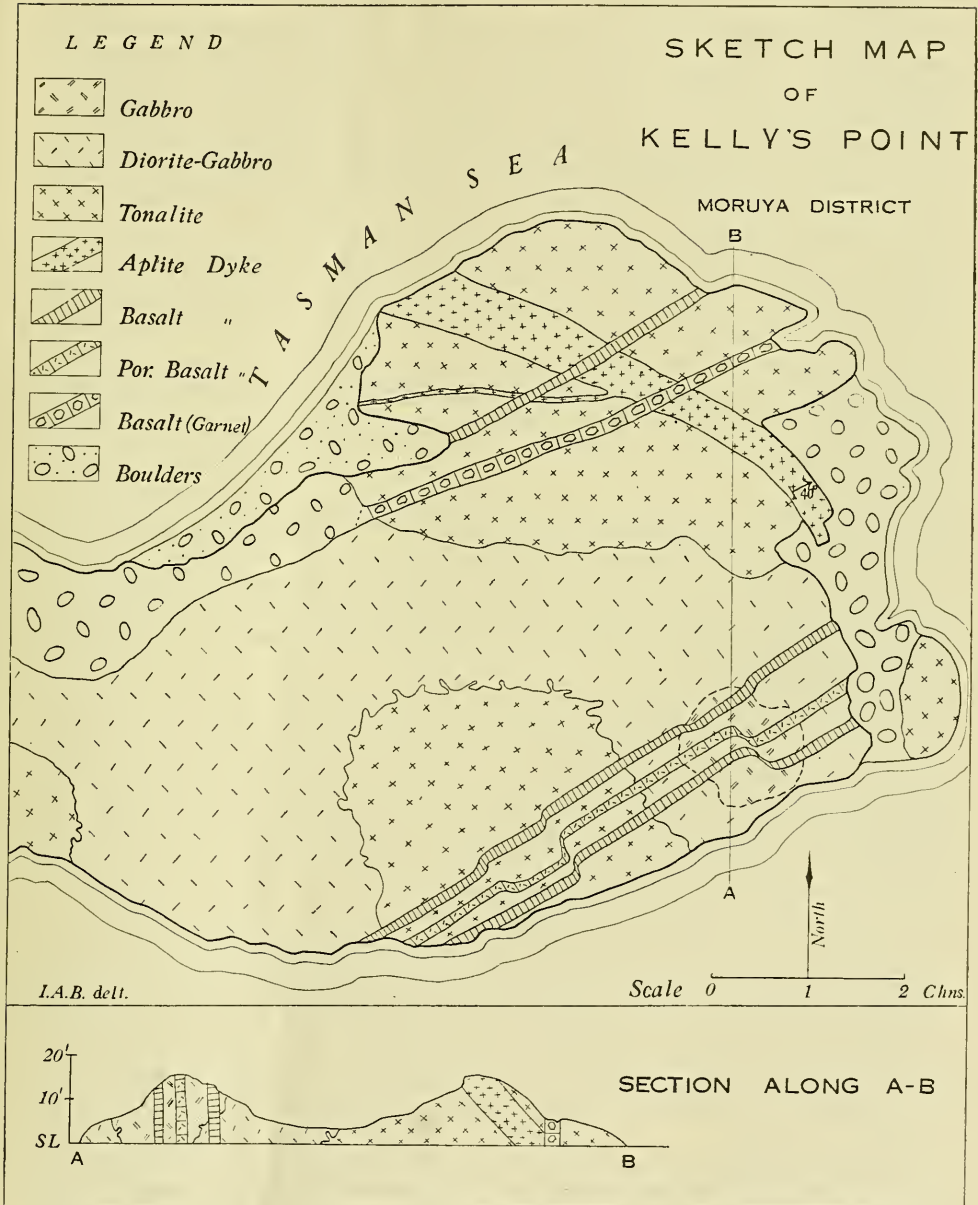 LEGEND
Gabbro
Diorite-Gabbro
Tonalite
Aplite Dyke
Basalt "
Por. Basalt "
Basalt (Garnet)
Boulders
SKETCH MAP
OF
KELLY'S POINT
MORUYA DISTRICT
TASMAN SEA
B
40
A
North
I.A.B. delt.
Scale 0 1 2 Chns.
20'
10'
SL
A
B
SECTION ALONG A-B